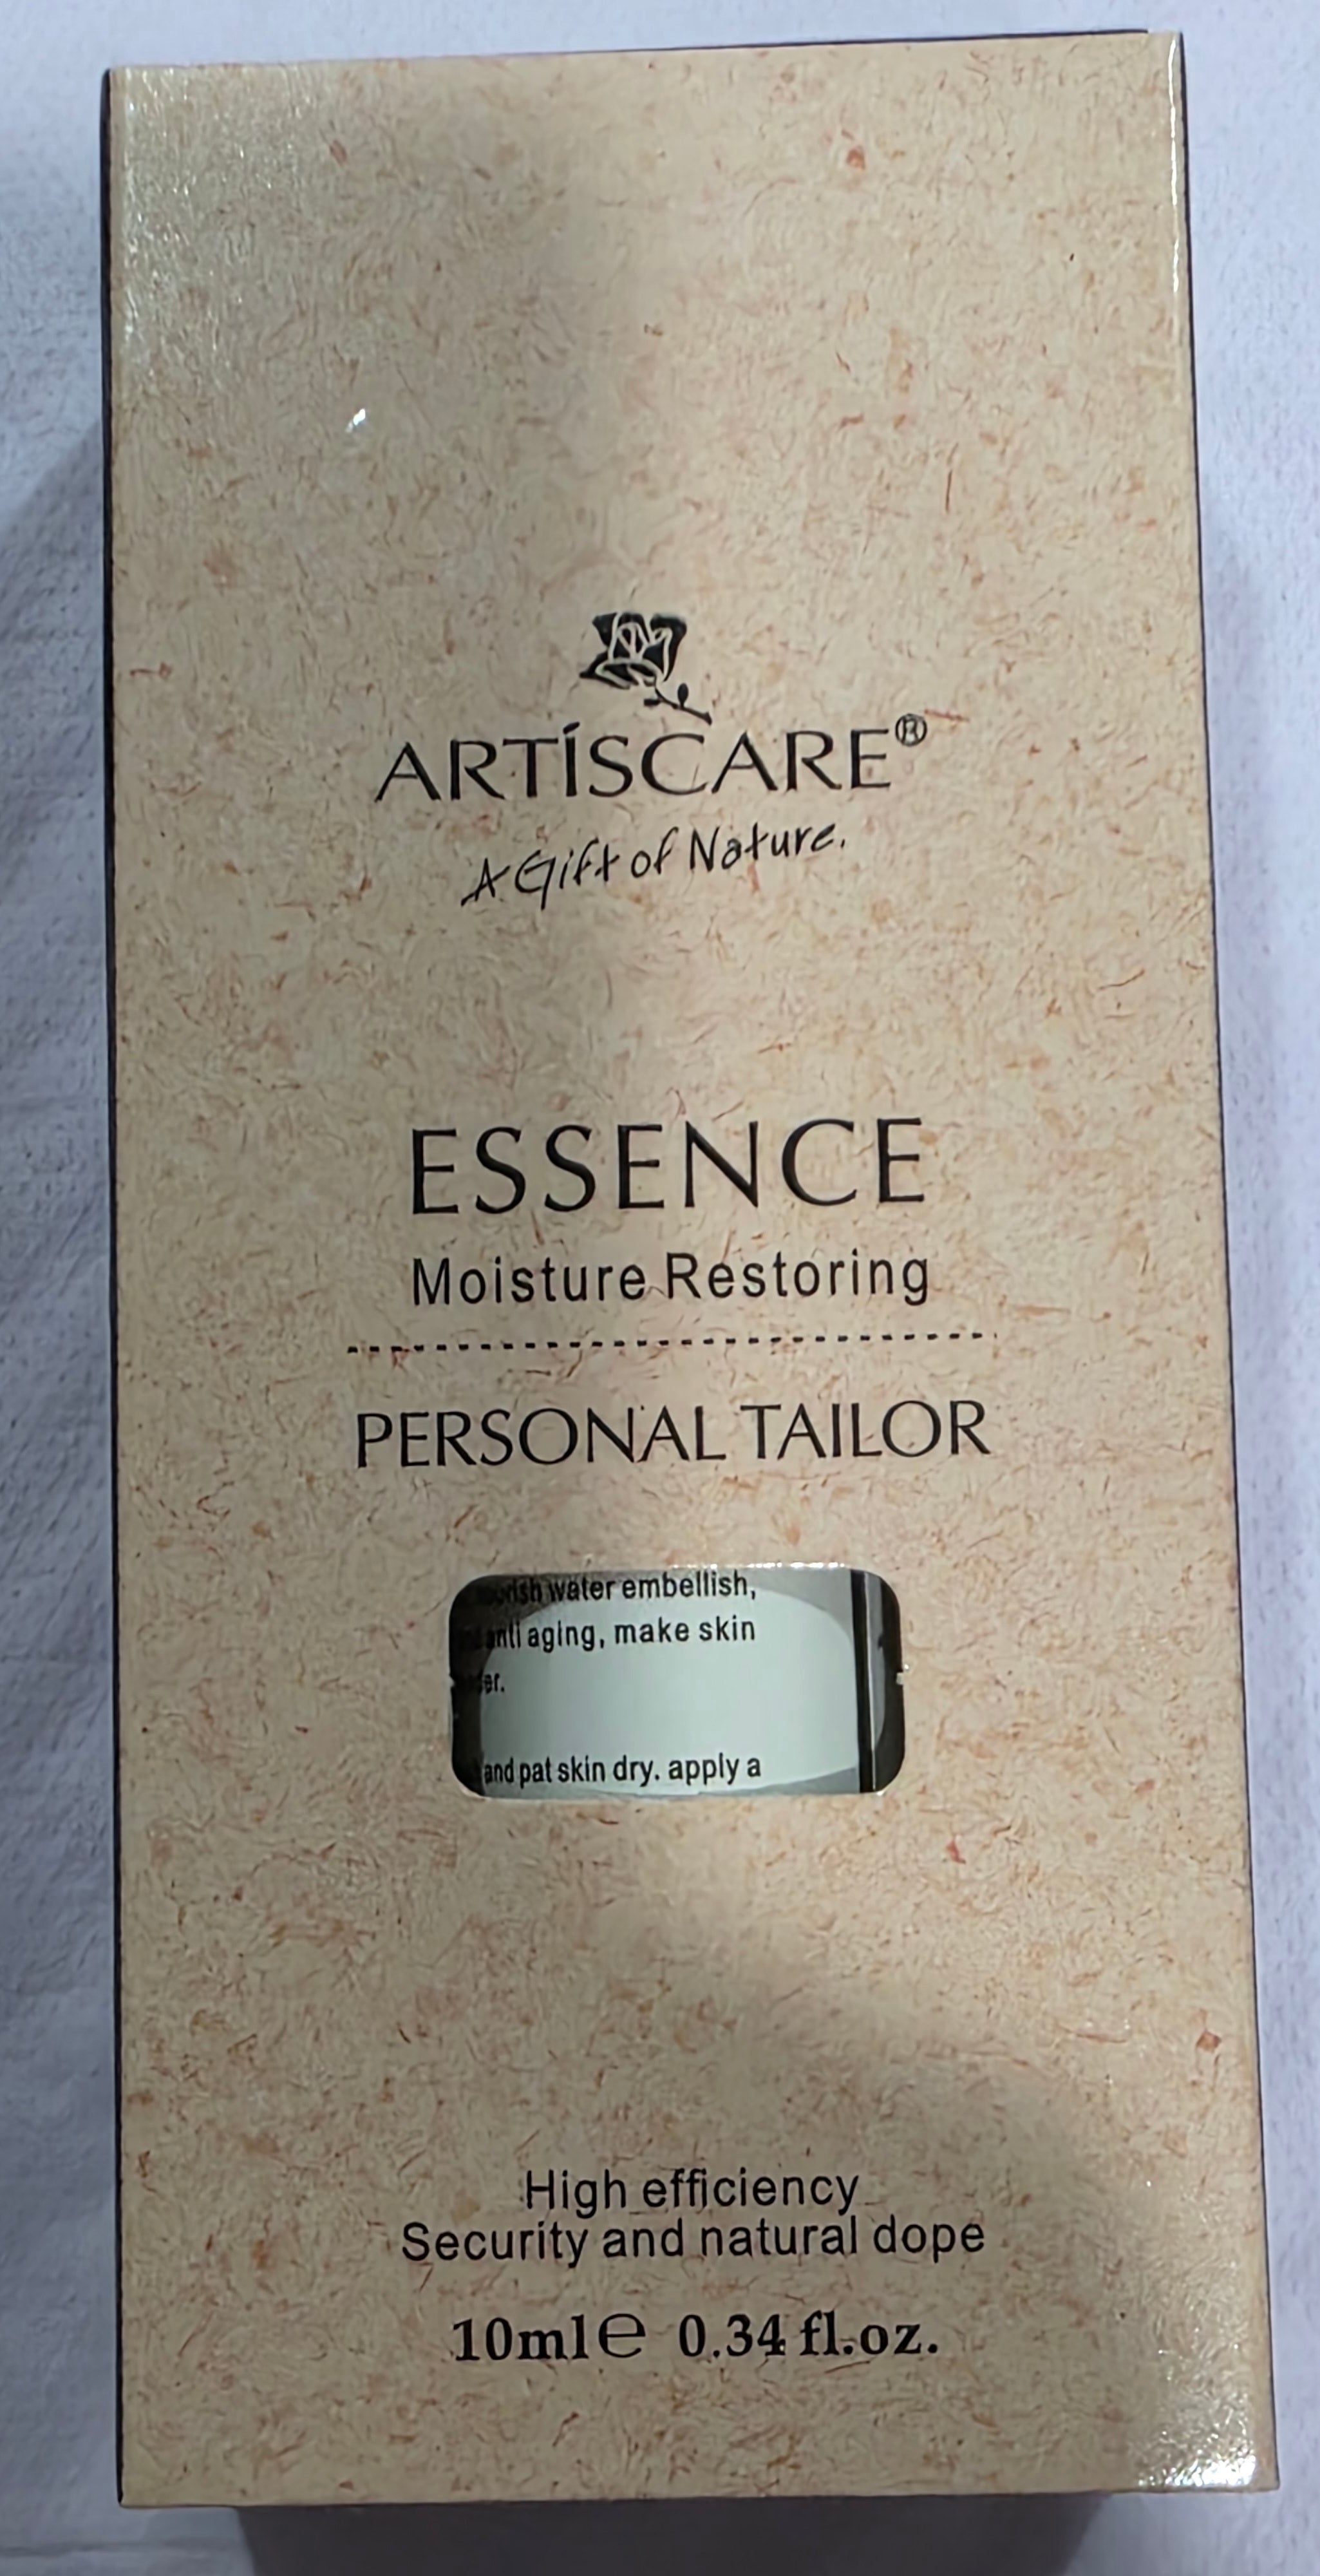 ARTÍSCARE®
A Gift of Nature.
ESSENCE
Moisture Restoring
PERSONAL TAILOR
water embellish,
anti aging, make skin
and pat skin dry. apply a
High efficiency
Security and natural dope
10ml℮ 0.34 fl.oz.